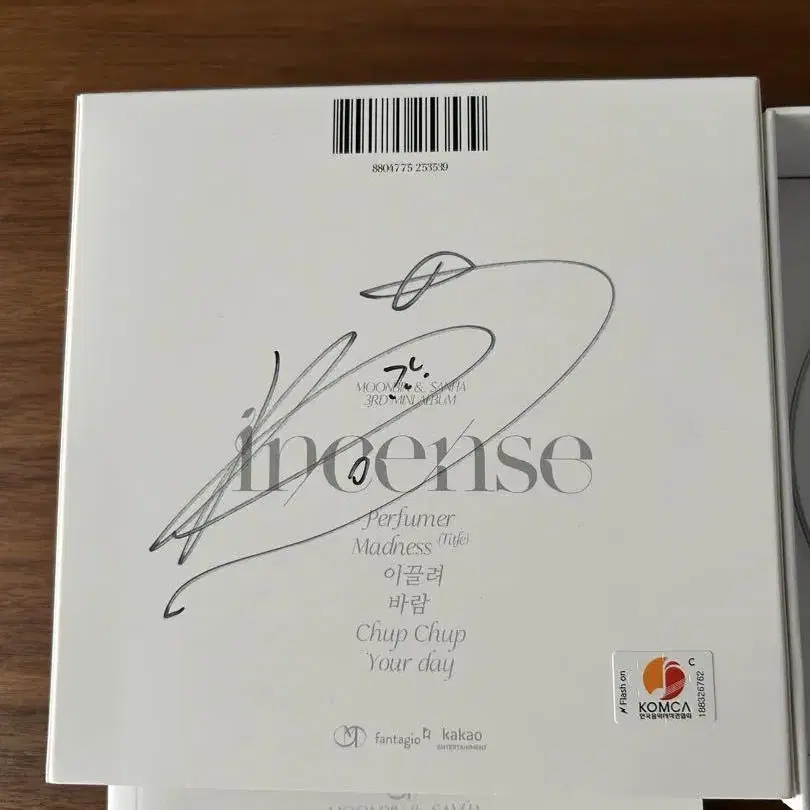 8804775 253539
MOONBIN & SANHA
3RD MINI ALBUM
incense
Perfumer
Madness (Title)
이끌려
바람
Chup Chup
Your day
fantagio
kakao
ENTERTAINMENT
Flash on
KOMCA
한국음악저작권협회
C
188326762